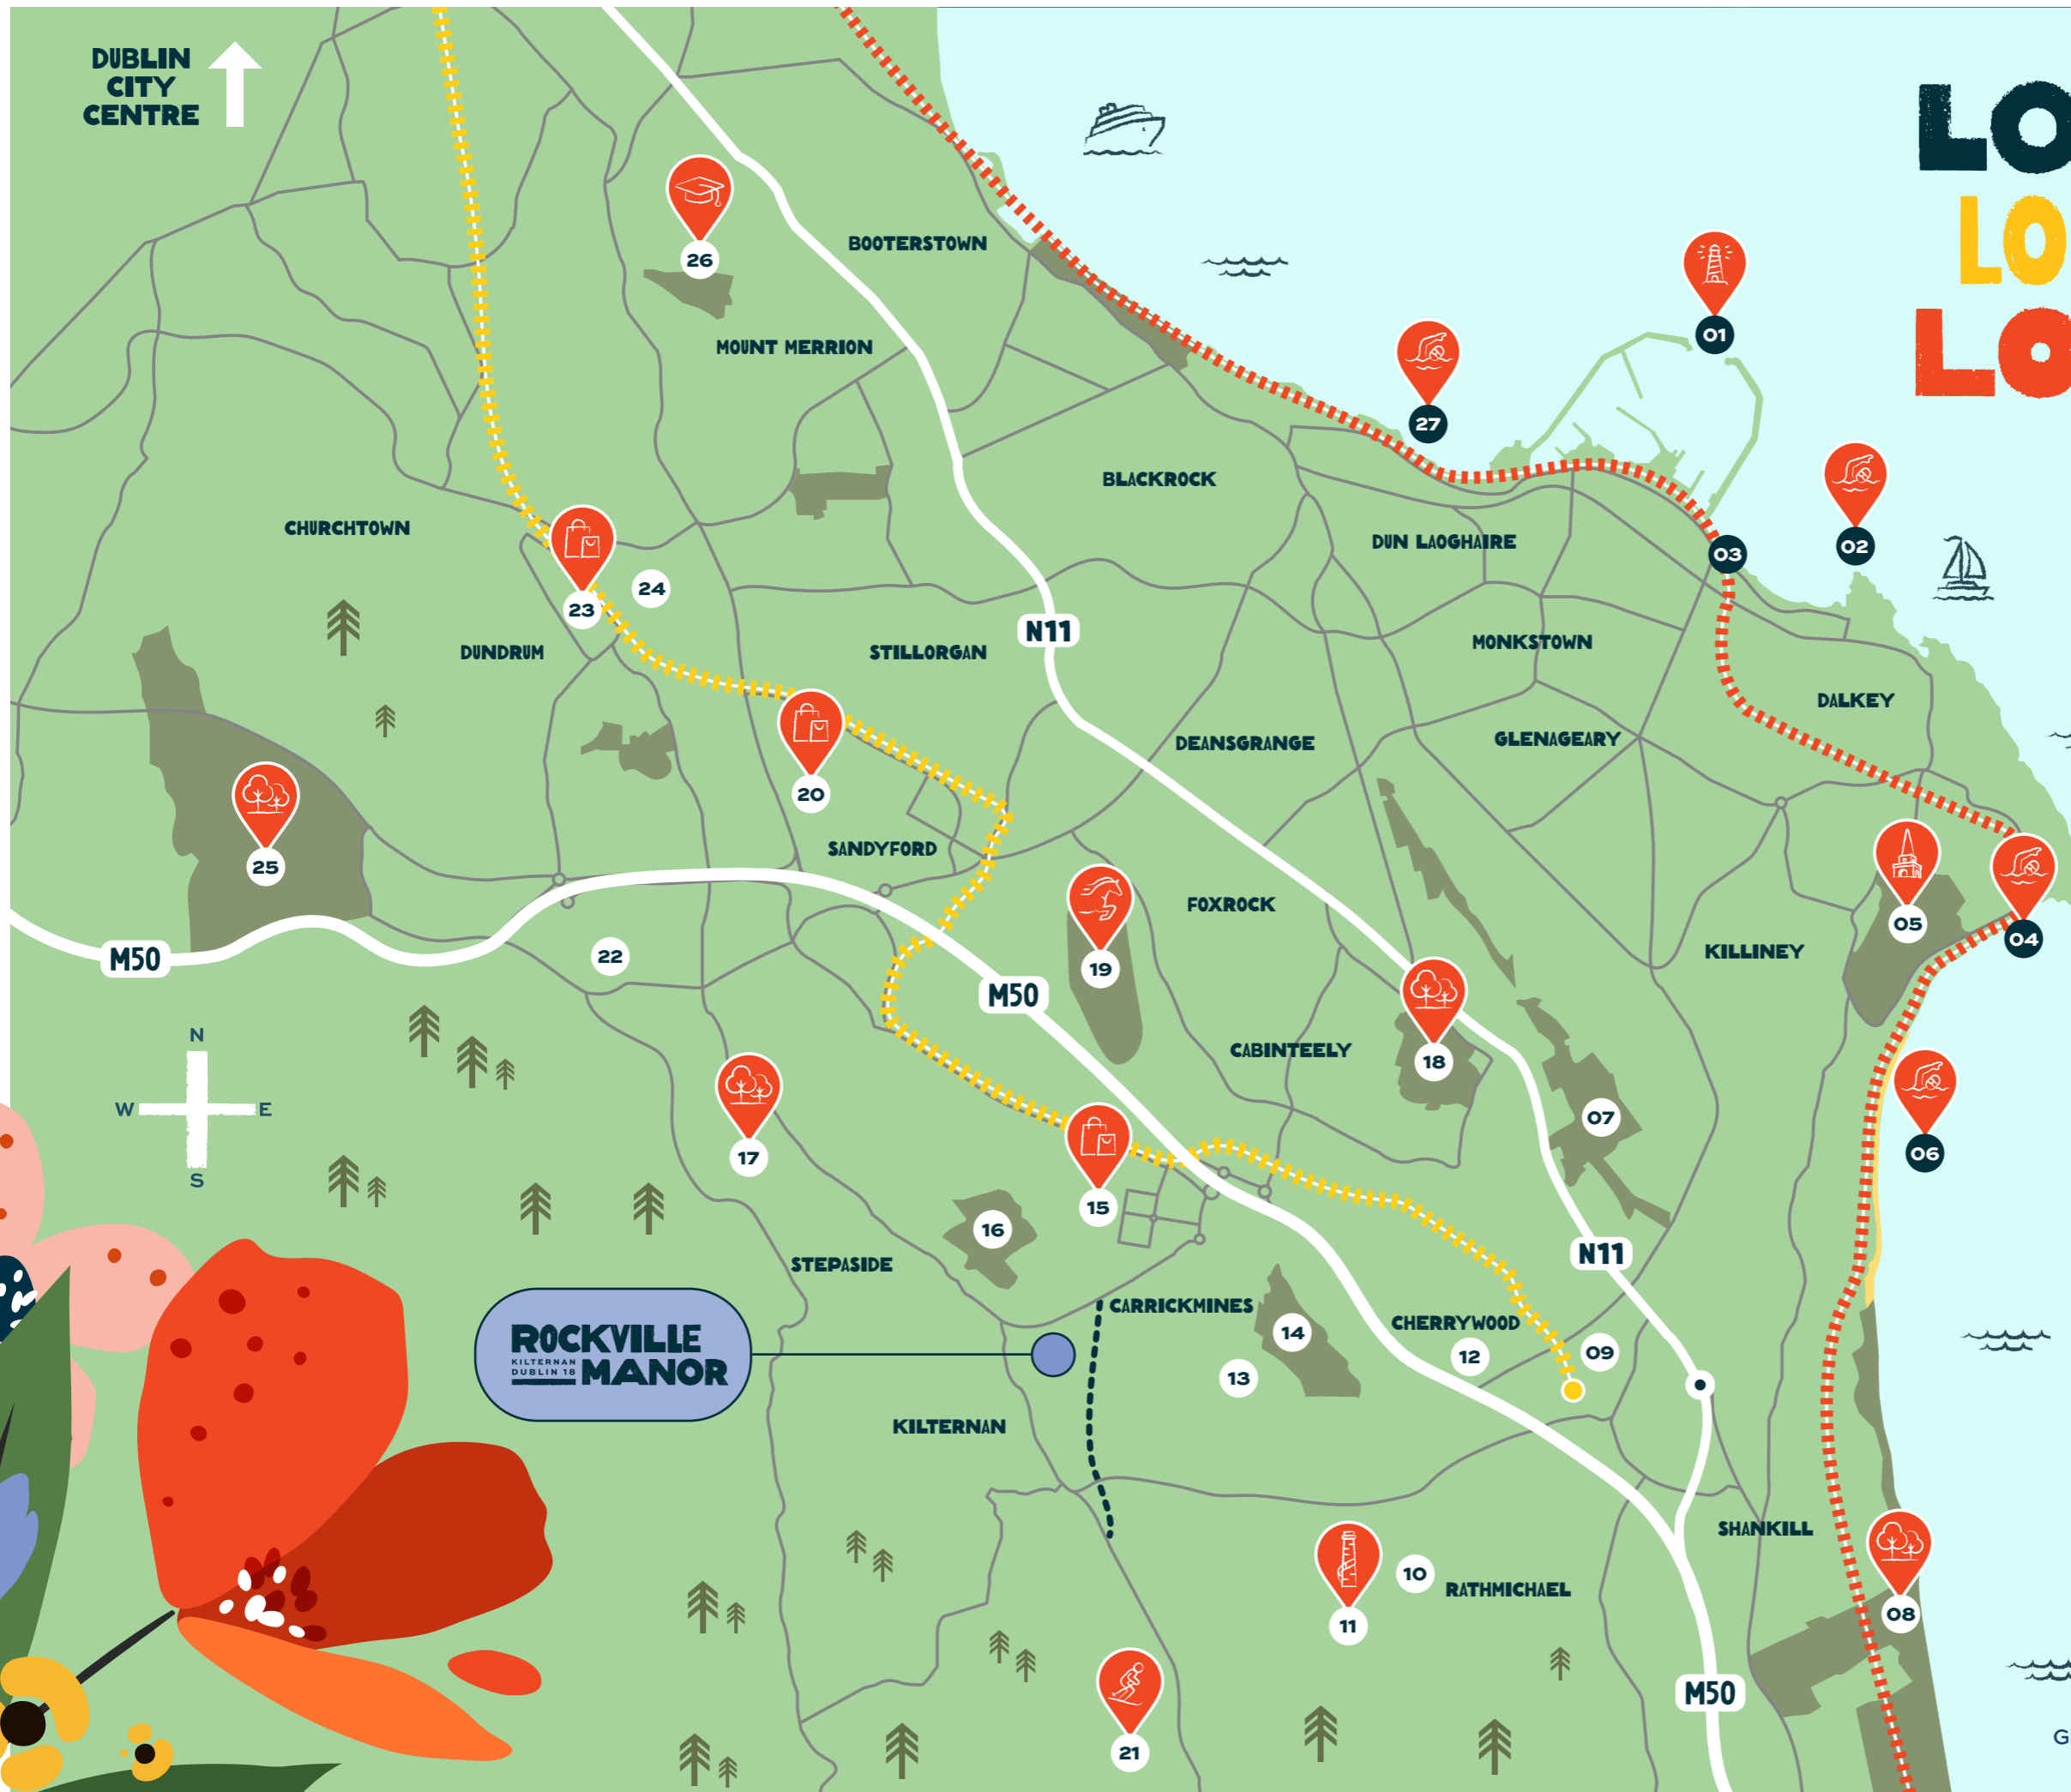 DUBLIN
CITY
CENTRE
LO
LO
LO
26
BOOTERSTOWN
01
MOUNT MERRION
27
BLACKROCK
CHURCHTOWN
DUN LAOGHAIRE
02
03
24
23
N11
DUNDRUM
STILLORGAN
MONKSTOWN
DALKEY
DEANSGRANGE
GLENAGEARY
20
SANDYFORD
25
FOXROCK
05
04
M50
22
19
KILLINEY
M50
N
W
E
S
CABINTEELY
18
07
17
06
15
16
STEPASIDE
N11
CARRICKMINES
CHERRYWOOD
14
12
09
13
ROCKVILLE
KILTERNAN
DUBLIN 18
MANOR
KILTERNAN
SHANKILL
10
RATHMICHAEL
11
08
M50
21
G